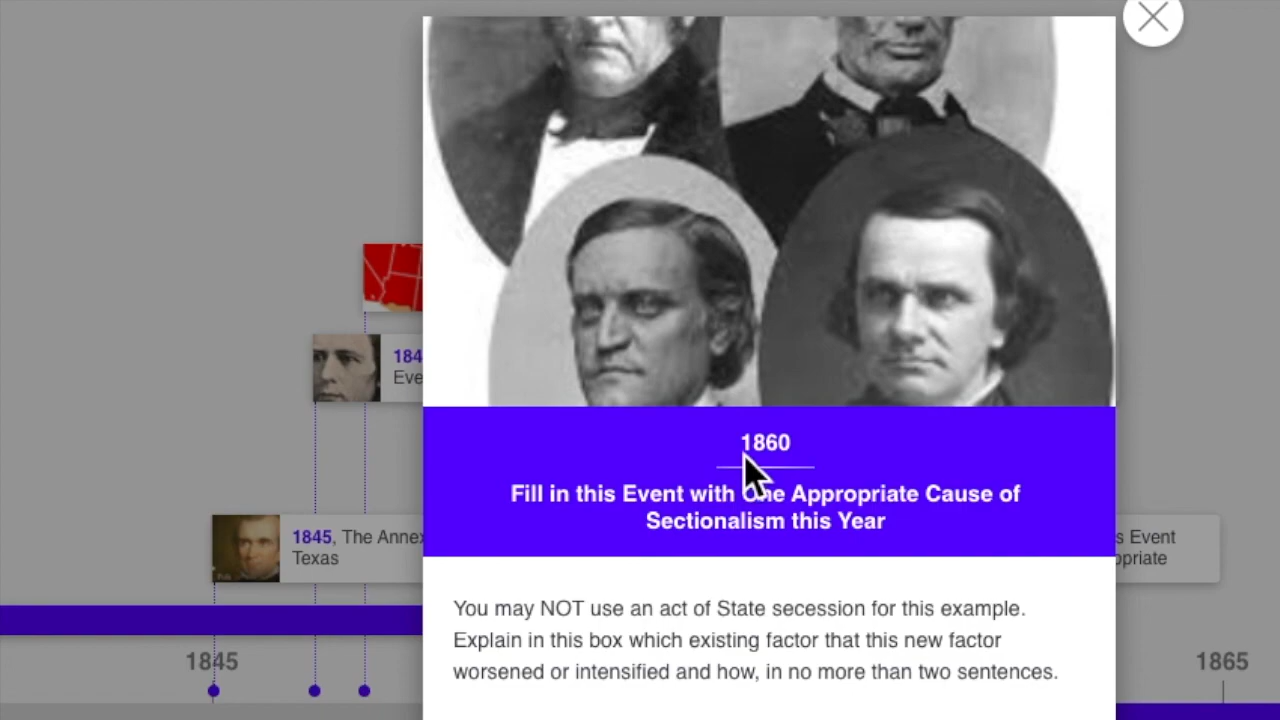 184
Eve
1845, The Annex
Texas
1845
1860
Fill in this Event with One Appropriate Cause of
Sectionalism this Year
You may NOT use an act of State secession for this example.
Explain in this box which existing factor that this new factor
worsened or intensified and how, in no more than two sentences.
s Event
opriate
1865